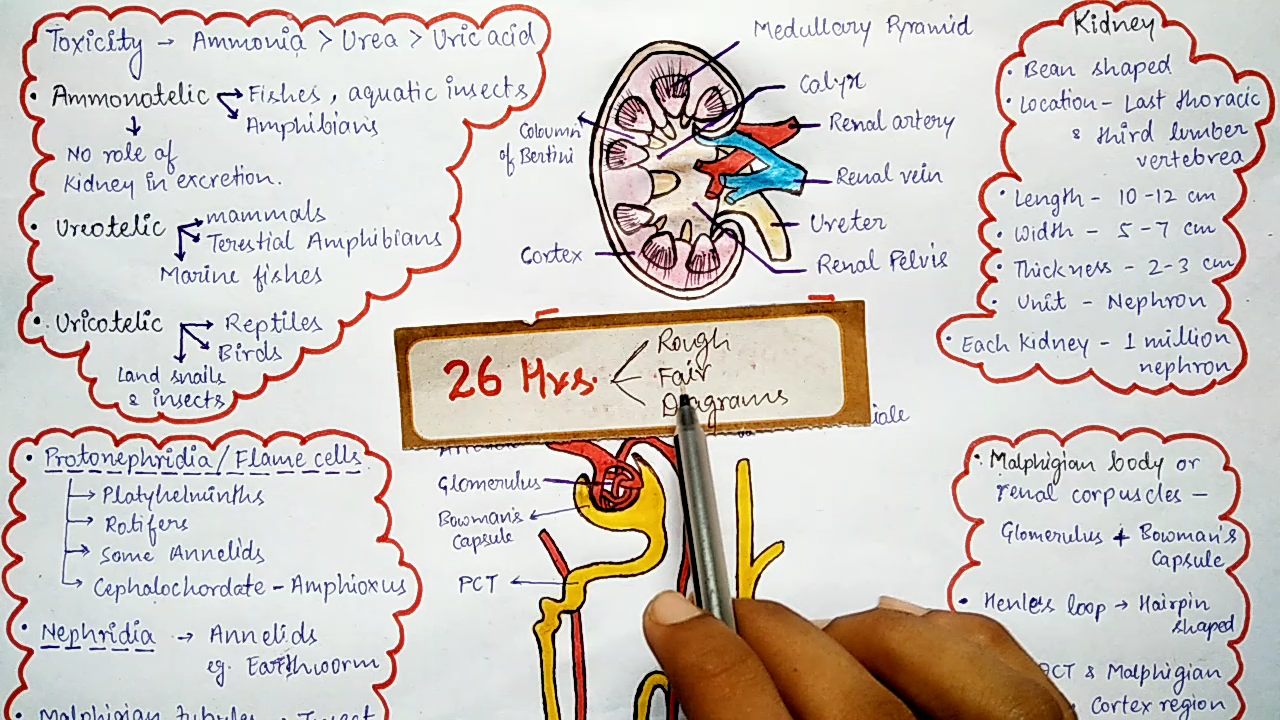 Toxicity → Ammonia > Urea > Uric acid
• Ammonotelic → Fishes, aquatic insects
Amphibians
No role of
Kidney in excretion.
• Ureotelic → mammals
Terestial Amphibians
Marine fishes
• Uricotelic → Reptiles
Birds
Land snails
& insects
Medullary Pyramid
Calyx
Renal artery
Renal vein
Ureter
Renal Pelvis
Coloumn
of Bertini
Cortex
Kidney
• Bean shaped
• Location - Last thoracic
& third lumber
vertebrea
• Length - 10-12 cm
• Width - 5-7 cm
• Thickness - 2-3 cm
• Unit - Nephron
• Each Kidney - 1 million
nephron
26 Hrs.
Rough
Fair
Diagrams
• Protonephridia/Flame cells
→ Platyhelminths
→ Rotifers
→ Some Annelids
→ Cephalochordate - Amphioxus
• Nephridia → Annelids
eg. Earthworm
• Malphigian tubules
Insect
Glomerulus
Bowman's
Capsule
PCT
• Malphigian body or
renal corpuscles -
Glomerulus + Bowman's
Capsule
• Henle's loop → Hairpin
shaped
& Malphigian
Cortex region